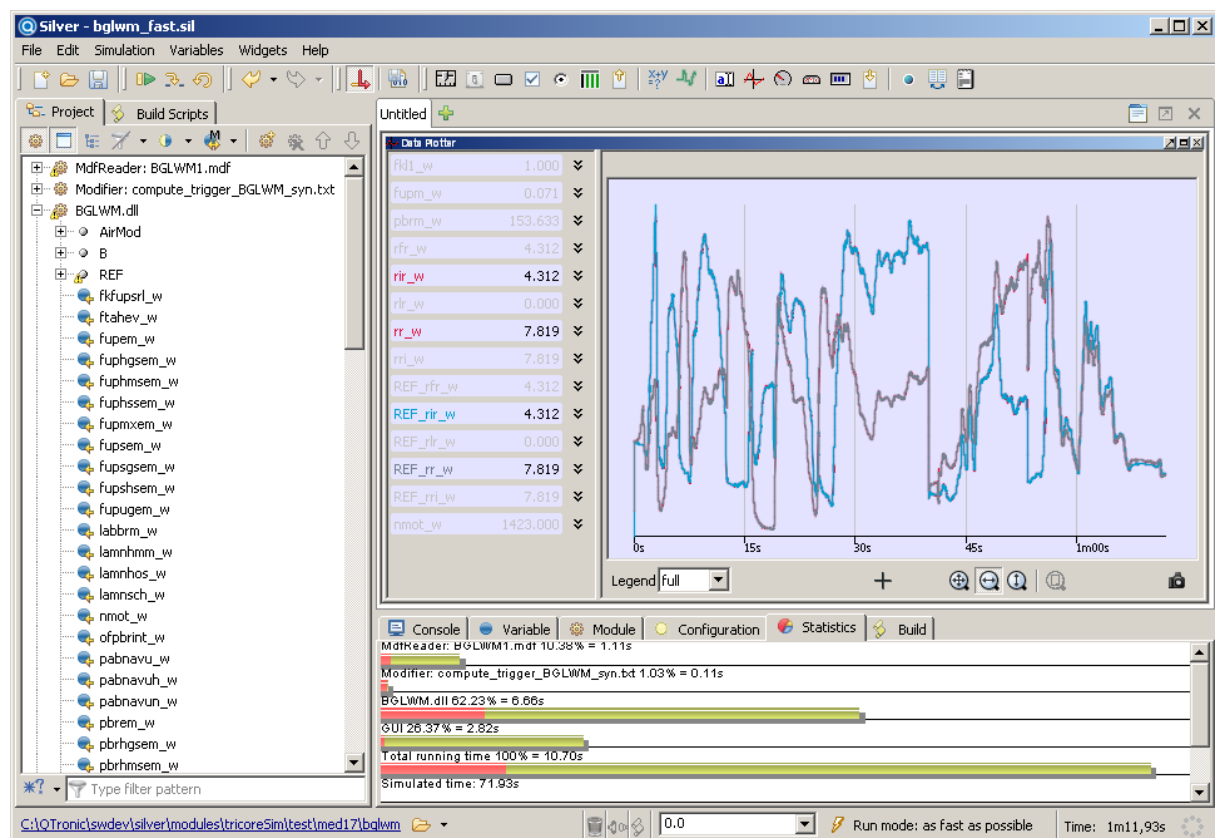 Silver - bglwm_fast.sil
File Edit Simulation Variables Widgets Help
Project
Build Scripts
MdfReader: BGLWM1.mdf
Modifier: compute_trigger_BGLWM_syn.txt
BGLWM.dll
AirMod
B
REF
fkfupsrl_w
ftahev_w
fupem_w
fuphgsem_w
fuphmsem_w
fuphssem_w
fupmxem_w
fupsem_w
fupsgsem_w
fupshsem_w
fupugem_w
labbrm_w
lamnhmm_w
lamnhos_w
lamnsch_w
nmot_w
ofpbrint_w
pabnavu_w
pabnavuh_w
pabnavun_w
pbrem_w
pbrhgsem_w
pbrhmsem_w
Type filter pattern
Untitled
Data Plotter
fkl1_w 1.000
fupm_w 0.071
pbrm_w 153.633
rfr_w 4.312
rir_w 4.312
rlr_w 0.000
rr_w 7.819
rri_w 7.819
REF_rfr_w 4.312
REF_rir_w 4.312
REF_rlr_w 0.000
REF_rr_w 7.819
REF_rri_w 7.819
nmot_w 1423.000
0s 15s 30s 45s 1m00s
Legend full
Console Variable Module Configuration Statistics Build
MdfReader: BGLWM1.mdf 10.38% = 1.11s
Modifier: compute_trigger_BGLWM_syn.txt 1.03% = 0.11s
BGLWM.dll 62.23% = 6.66s
GUI 26.37% = 2.82s
Total running time 100% = 10.70s
Simulated time: 71.93s
C:\QTronic\swdev\silver\modules\tricoreSim\test\med17\bglwm
0.0
Run mode: as fast as possible
Time: 1m11,93s